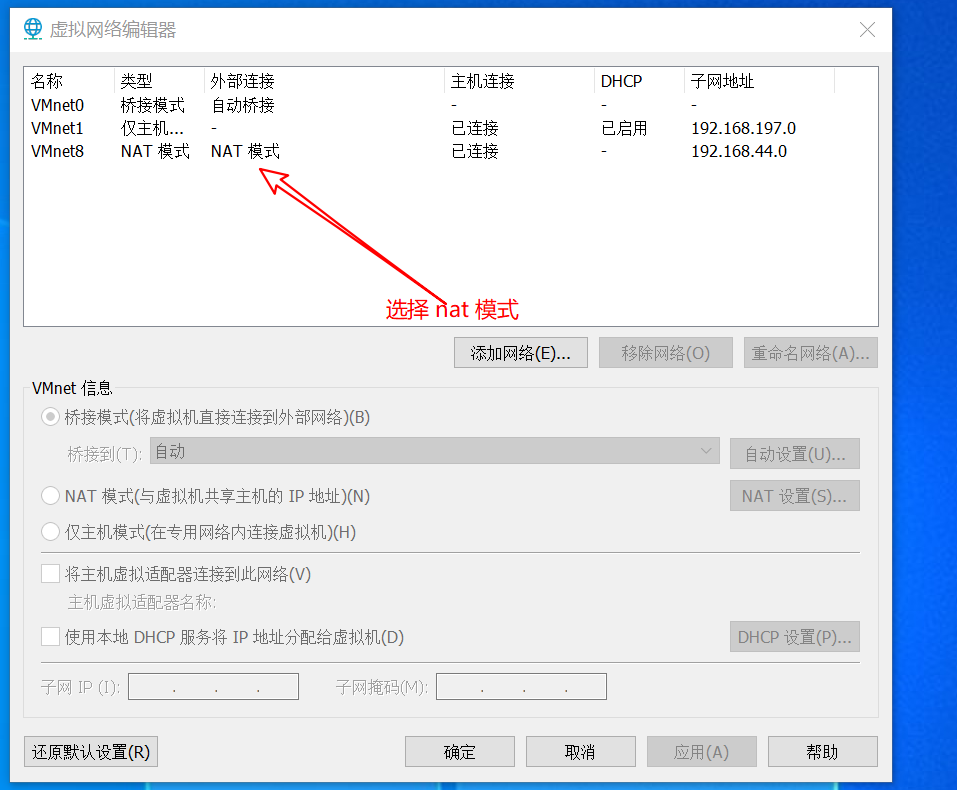 虚拟网络编辑器
名称 类型 外部连接 主机连接 DHCP 子网地址
VMnet0 桥接模式 自动桥接 - - -
VMnet1 仅主机... - 已连接 已启用 192.168.197.0
VMnet8 NAT 模式 NAT 模式 已连接 - 192.168.44.0
选择 nat 模式
添加网络(E)... 移除网络(O) 重命名网络(A)...
VMnet 信息
桥接模式(将虚拟机直接连接到外部网络)(B)
桥接到(T): 自动 自动设置(U)...
NAT 模式(与虚拟机共享主机的 IP 地址)(N) NAT 设置(S)...
仅主机模式(在专用网络内连接虚拟机)(H)
将主机虚拟适配器连接到此网络(V)
主机虚拟适配器名称:
使用本地 DHCP 服务将 IP 地址分配给虚拟机(D) DHCP 设置(P)...
子网 IP (I): . . . 子网掩码(M): . . .
还原默认设置(R) 确定 取消 应用(A) 帮助